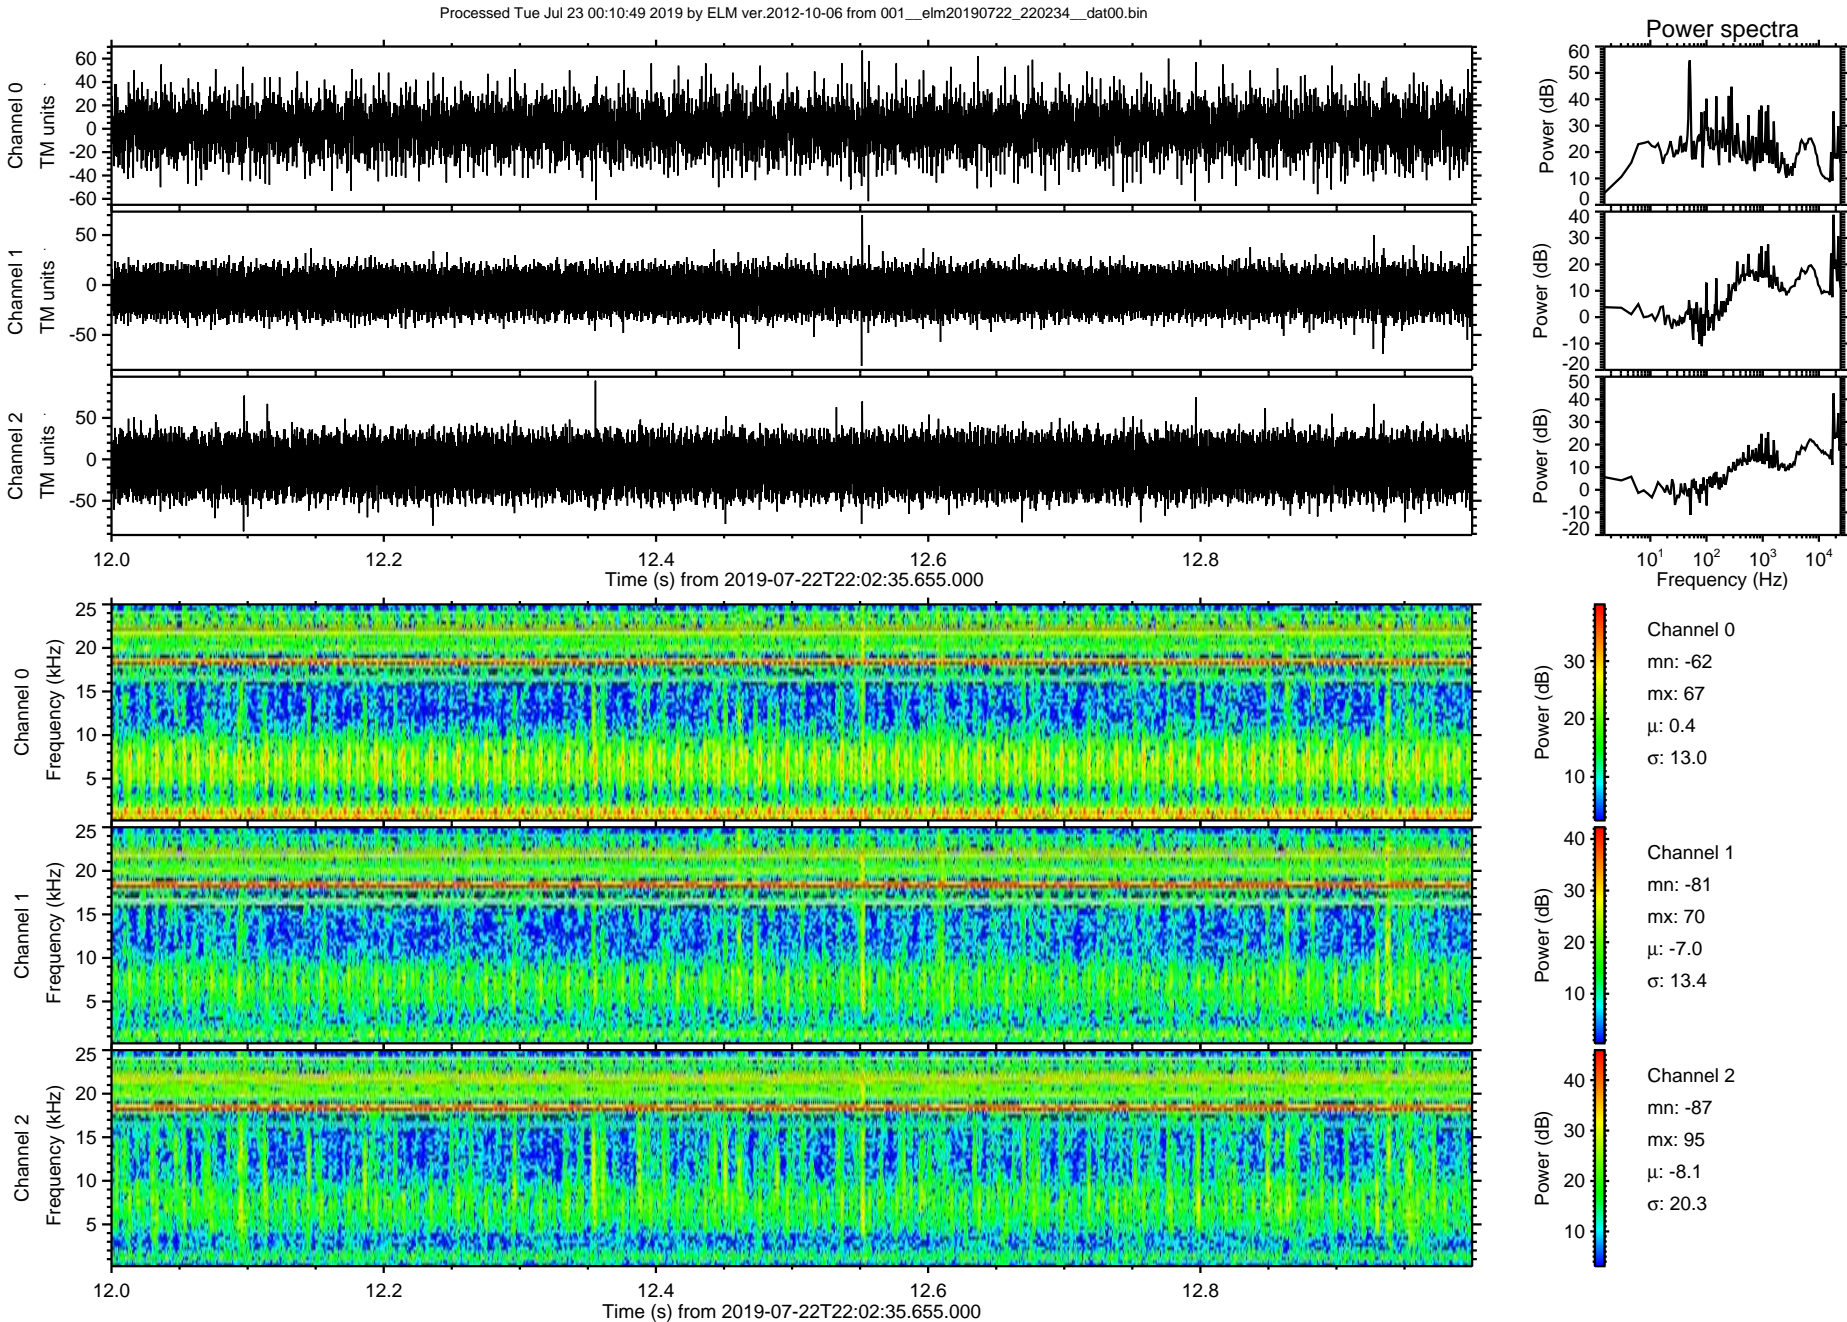 Processed Tue Jul 23 00:10:49 2019 by ELM ver.2012-10-06 from 001__elm20190722_220234__dat00.bin
Power spectra
Channel 0
TM units
60
40
20
0
-20
-40
-60
Power (dB)
60
50
40
30
20
10
0
Channel 1
TM units
50
0
-50
Power (dB)
40
30
20
10
0
-10
-20
Channel 2
TM units
50
0
-50
Power (dB)
50
40
30
20
10
0
-10
-20
12.0 12.2 12.4 12.6 12.8
Time (s) from 2019-07-22T22:02:35.655.000
10¹ 10² 10³ 10⁴
Frequency (Hz)
Channel 0
Frequency (kHz)
25
20
15
10
5
Power (dB)
30
20
10
Channel 0
mn: -62
mx: 67
μ: 0.4
σ: 13.0
Channel 1
Frequency (kHz)
25
20
15
10
5
Power (dB)
40
30
20
10
Channel 1
mn: -81
mx: 70
μ: -7.0
σ: 13.4
Channel 2
Frequency (kHz)
25
20
15
10
5
Power (dB)
40
30
20
10
Channel 2
mn: -87
mx: 95
μ: -8.1
σ: 20.3
12.0 12.2 12.4 12.6 12.8
Time (s) from 2019-07-22T22:02:35.655.000